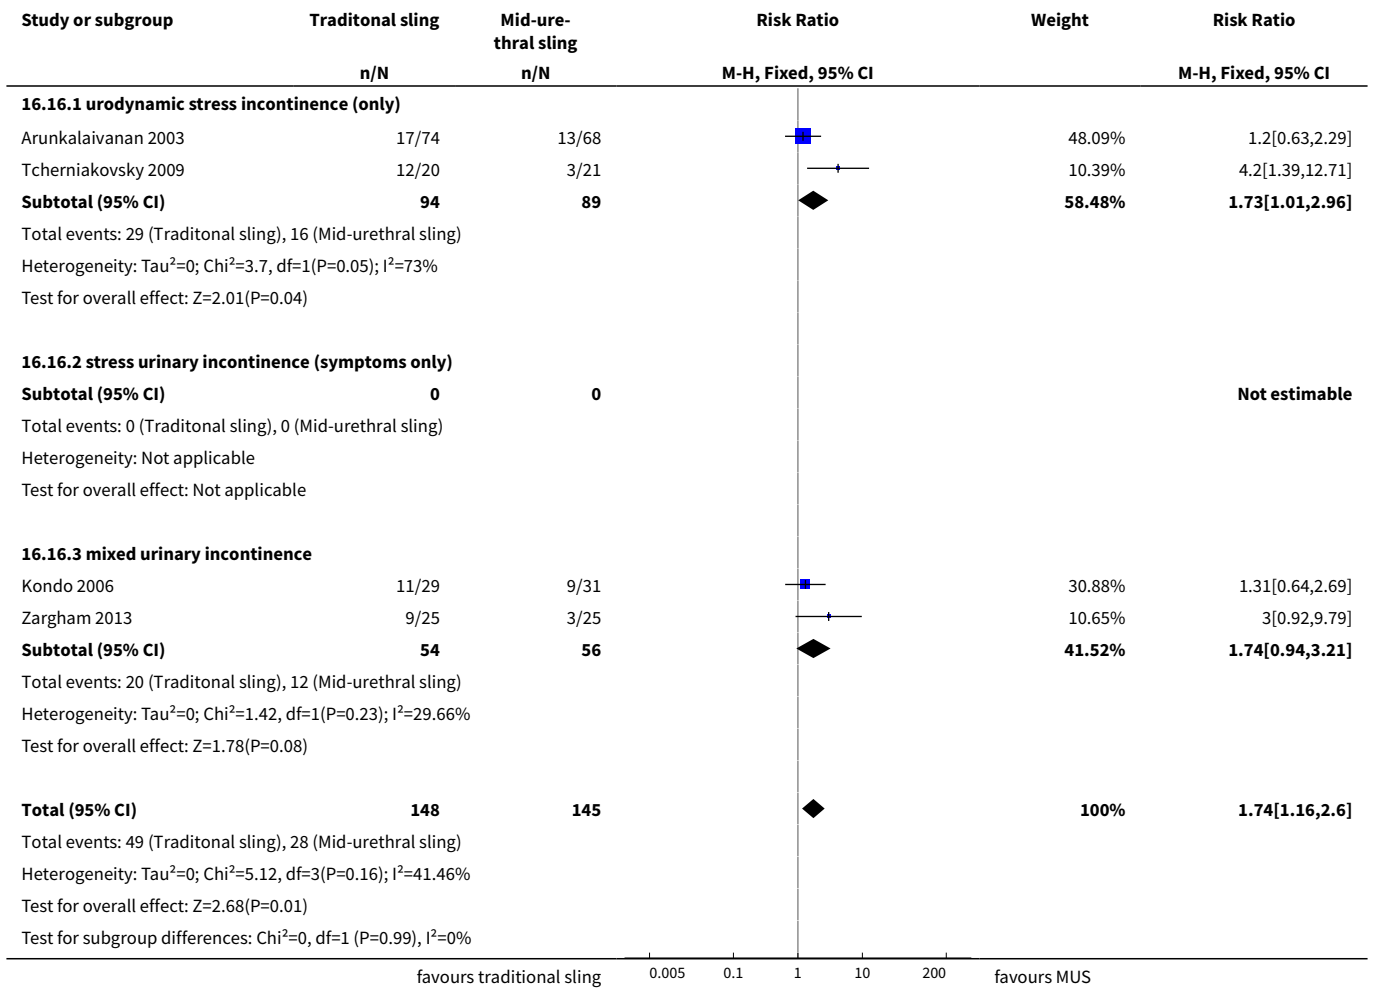 Study or subgroup Traditonal sling Mid-ure- Risk Ratio Weight Risk Ratio
thral sling
n/N n/N M-H, Fixed, 95% CI M-H, Fixed, 95% CI
16.16.1 urodynamic stress incontinence (only)
Arunkalaivanan 2003 17/74 13/68 48.09% 1.2[0.63,2.29]
Tcherniakovsky 2009 12/20 3/21 10.39% 4.2[1.39,12.71]
Subtotal (95% CI) 94 89 58.48% 1.73[1.01,2.96]
Total events: 29 (Traditonal sling), 16 (Mid-urethral sling)
Heterogeneity: Tau²=0; Chi²=3.7, df=1(P=0.05); I²=73%
Test for overall effect: Z=2.01(P=0.04)
16.16.2 stress urinary incontinence (symptoms only)
Subtotal (95% CI) 0 0 Not estimable
Total events: 0 (Traditonal sling), 0 (Mid-urethral sling)
Heterogeneity: Not applicable
Test for overall effect: Not applicable
16.16.3 mixed urinary incontinence
Kondo 2006 11/29 9/31 30.88% 1.31[0.64,2.69]
Zargham 2013 9/25 3/25 10.65% 3[0.92,9.79]
Subtotal (95% CI) 54 56 41.52% 1.74[0.94,3.21]
Total events: 20 (Traditonal sling), 12 (Mid-urethral sling)
Heterogeneity: Tau²=0; Chi²=1.42, df=1(P=0.23); I²=29.66%
Test for overall effect: Z=1.78(P=0.08)
Total (95% CI) 148 145 100% 1.74[1.16,2.6]
Total events: 49 (Traditonal sling), 28 (Mid-urethral sling)
Heterogeneity: Tau²=0; Chi²=5.12, df=3(P=0.16); I²=41.46%
Test for overall effect: Z=2.68(P=0.01)
Test for subgroup differences: Chi²=0, df=1 (P=0.99), I²=0%
favours traditional sling 0.005 0.1 1 10 200 favours MUS